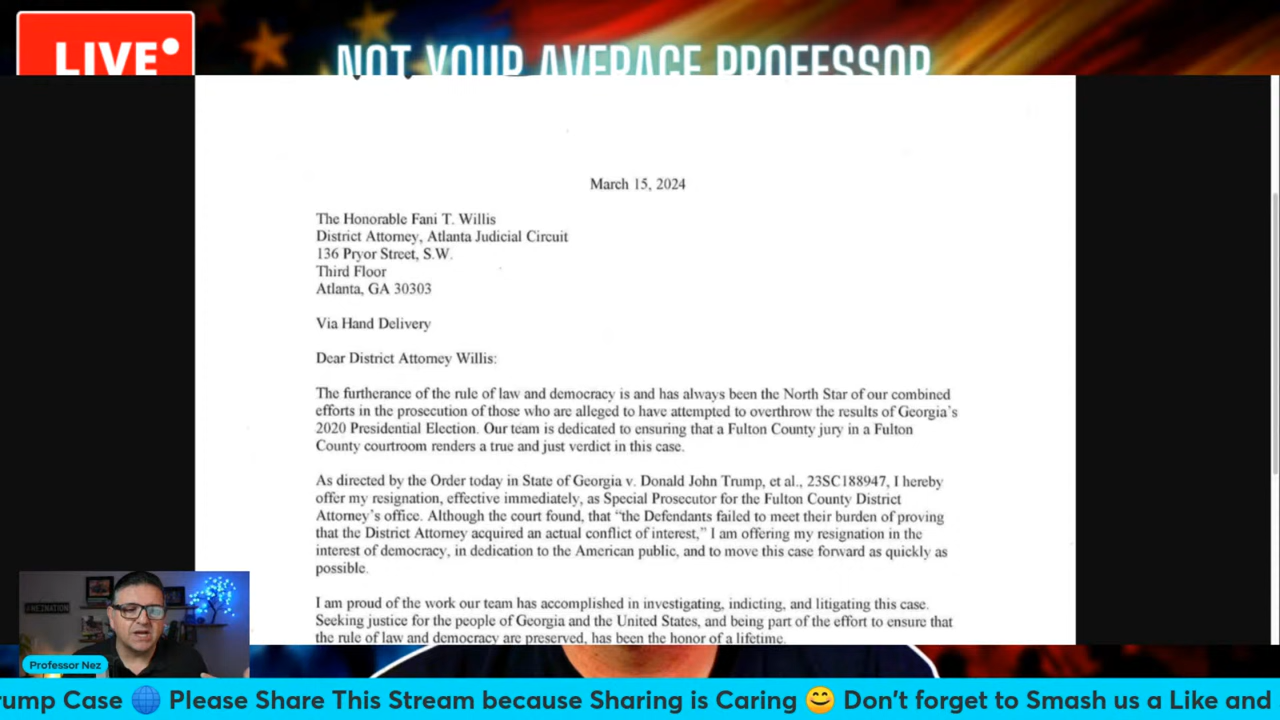 LIVE
NOT YOUR AVERAGE PROFESSOR
March 15, 2024
The Honorable Fani T. Willis
District Attorney, Atlanta Judicial Circuit
136 Pryor Street, S.W.
Third Floor
Atlanta, GA 30303
Via Hand Delivery
Dear District Attorney Willis:
The furtherance of the rule of law and democracy is and has always been the North Star of our combined
efforts in the prosecution of those who are alleged to have attempted to overthrow the results of Georgia's
2020 Presidential Election. Our team is dedicated to ensuring that a Fulton County jury in a Fulton
County courtroom renders a true and just verdict in this case.
As directed by the Order today in State of Georgia v. Donald John Trump, et al., 23SC188947, I hereby
offer my resignation, effective immediately, as Special Prosecutor for the Fulton County District
Attorney's office. Although the court found, that “the Defendants failed to meet their burden of proving
that the District Attorney acquired an actual conflict of interest,” I am offering my resignation in the
interest of democracy, in dedication to the American public, and to move this case forward as quickly as
possible.
I am proud of the work our team has accomplished in investigating, indicting, and litigating this case.
Seeking justice for the people of Georgia and the United States, and being part of the effort to ensure that
the rule of law and democracy are preserved, has been the honor of a lifetime.
#NEZNATION
Professor Nez
rump Case 🌐 Please Share This Stream because Sharing is Caring 😊 Don't forget to Smash us a Like and